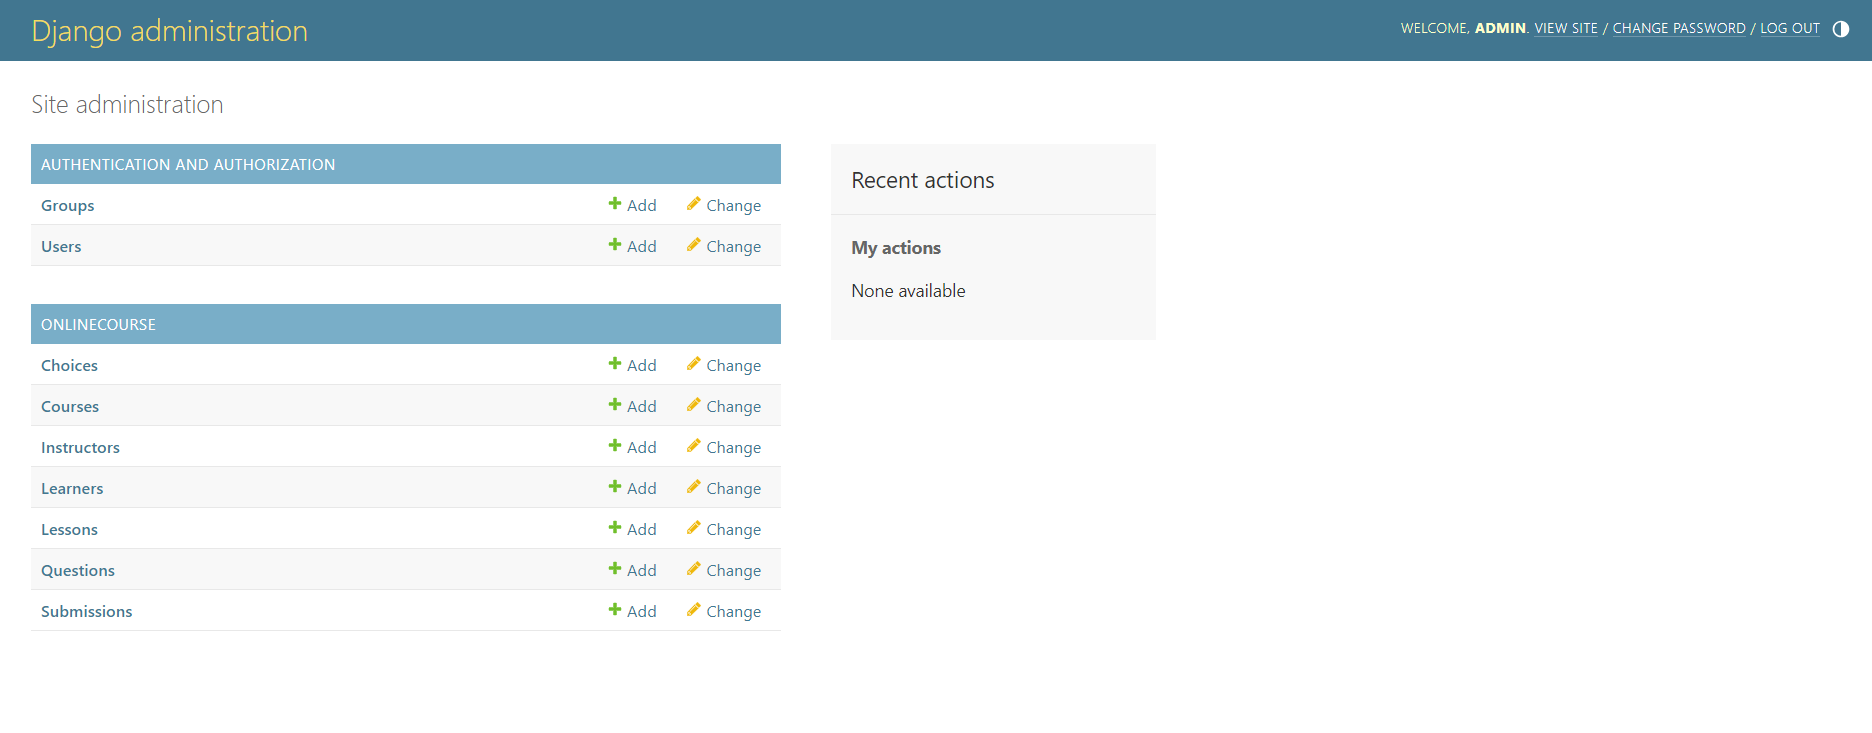 Django administration
WELCOME, ADMIN. VIEW SITE / CHANGE PASSWORD / LOG OUT
Site administration
AUTHENTICATION AND AUTHORIZATION
Groups Add Change
Users Add Change
ONLINECOURSE
Choices Add Change
Courses Add Change
Instructors Add Change
Learners Add Change
Lessons Add Change
Questions Add Change
Submissions Add Change
Recent actions
My actions
None available